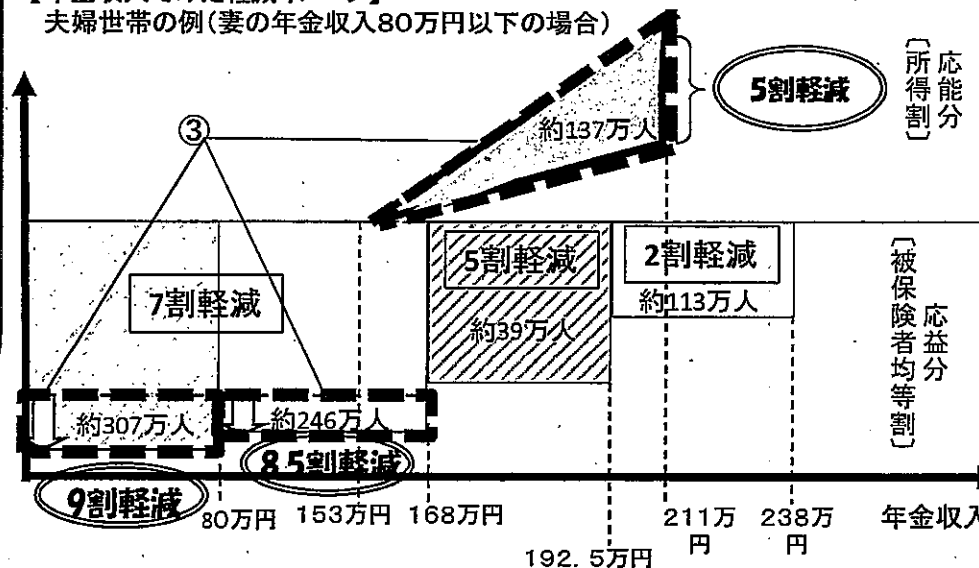 夫婦世帯の例(妻の年金収入80万円以下の場合)
③
約137万人
5割軽減
応能分
〔所得割〕
7割軽減
5割軽減
約39万人
2割軽減
約113万人
応益分
〔被保険者均等割〕
約307万人
約246万人
9割軽減
8.5割軽減
80万円
153万円
168万円
192.5万円
211万円
238万円
年金収入